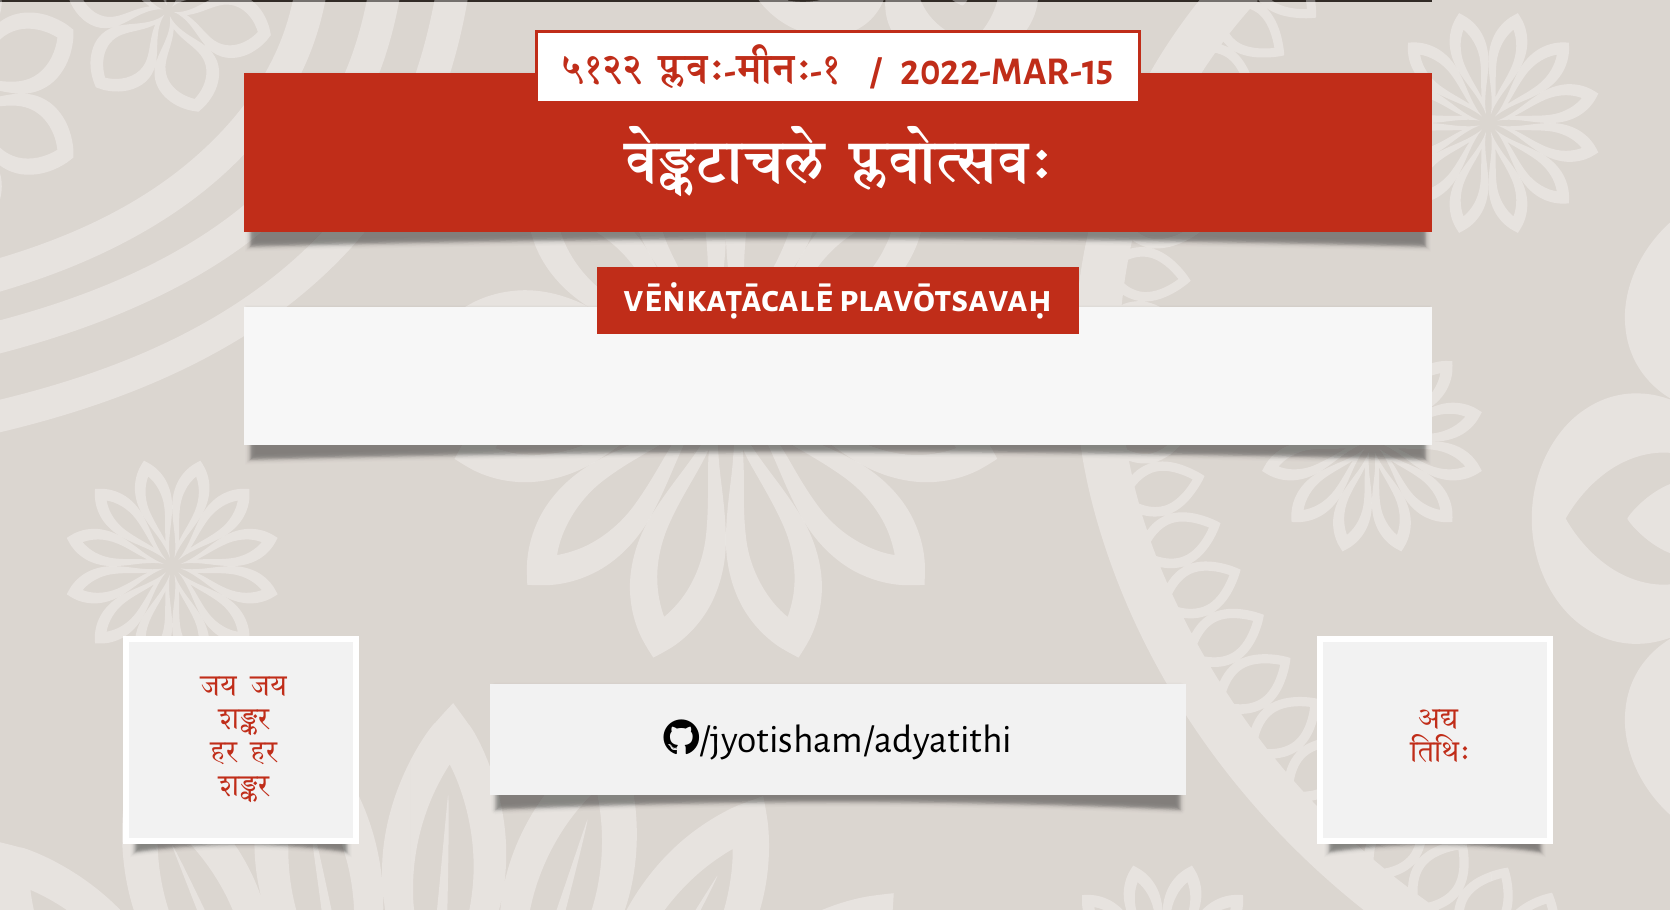 ५१२२ प्लवः-मीनः-१ / 2022-MAR-15
वेङ्कटाचले प्लवोत्सवः
VĒṄKAṬĀCALĒ PLAVŌTSAVAḤ
जय जय
शङ्कर
हर हर
शङ्कर
/jyotisham/adyatithi
अद्य
तिथिः